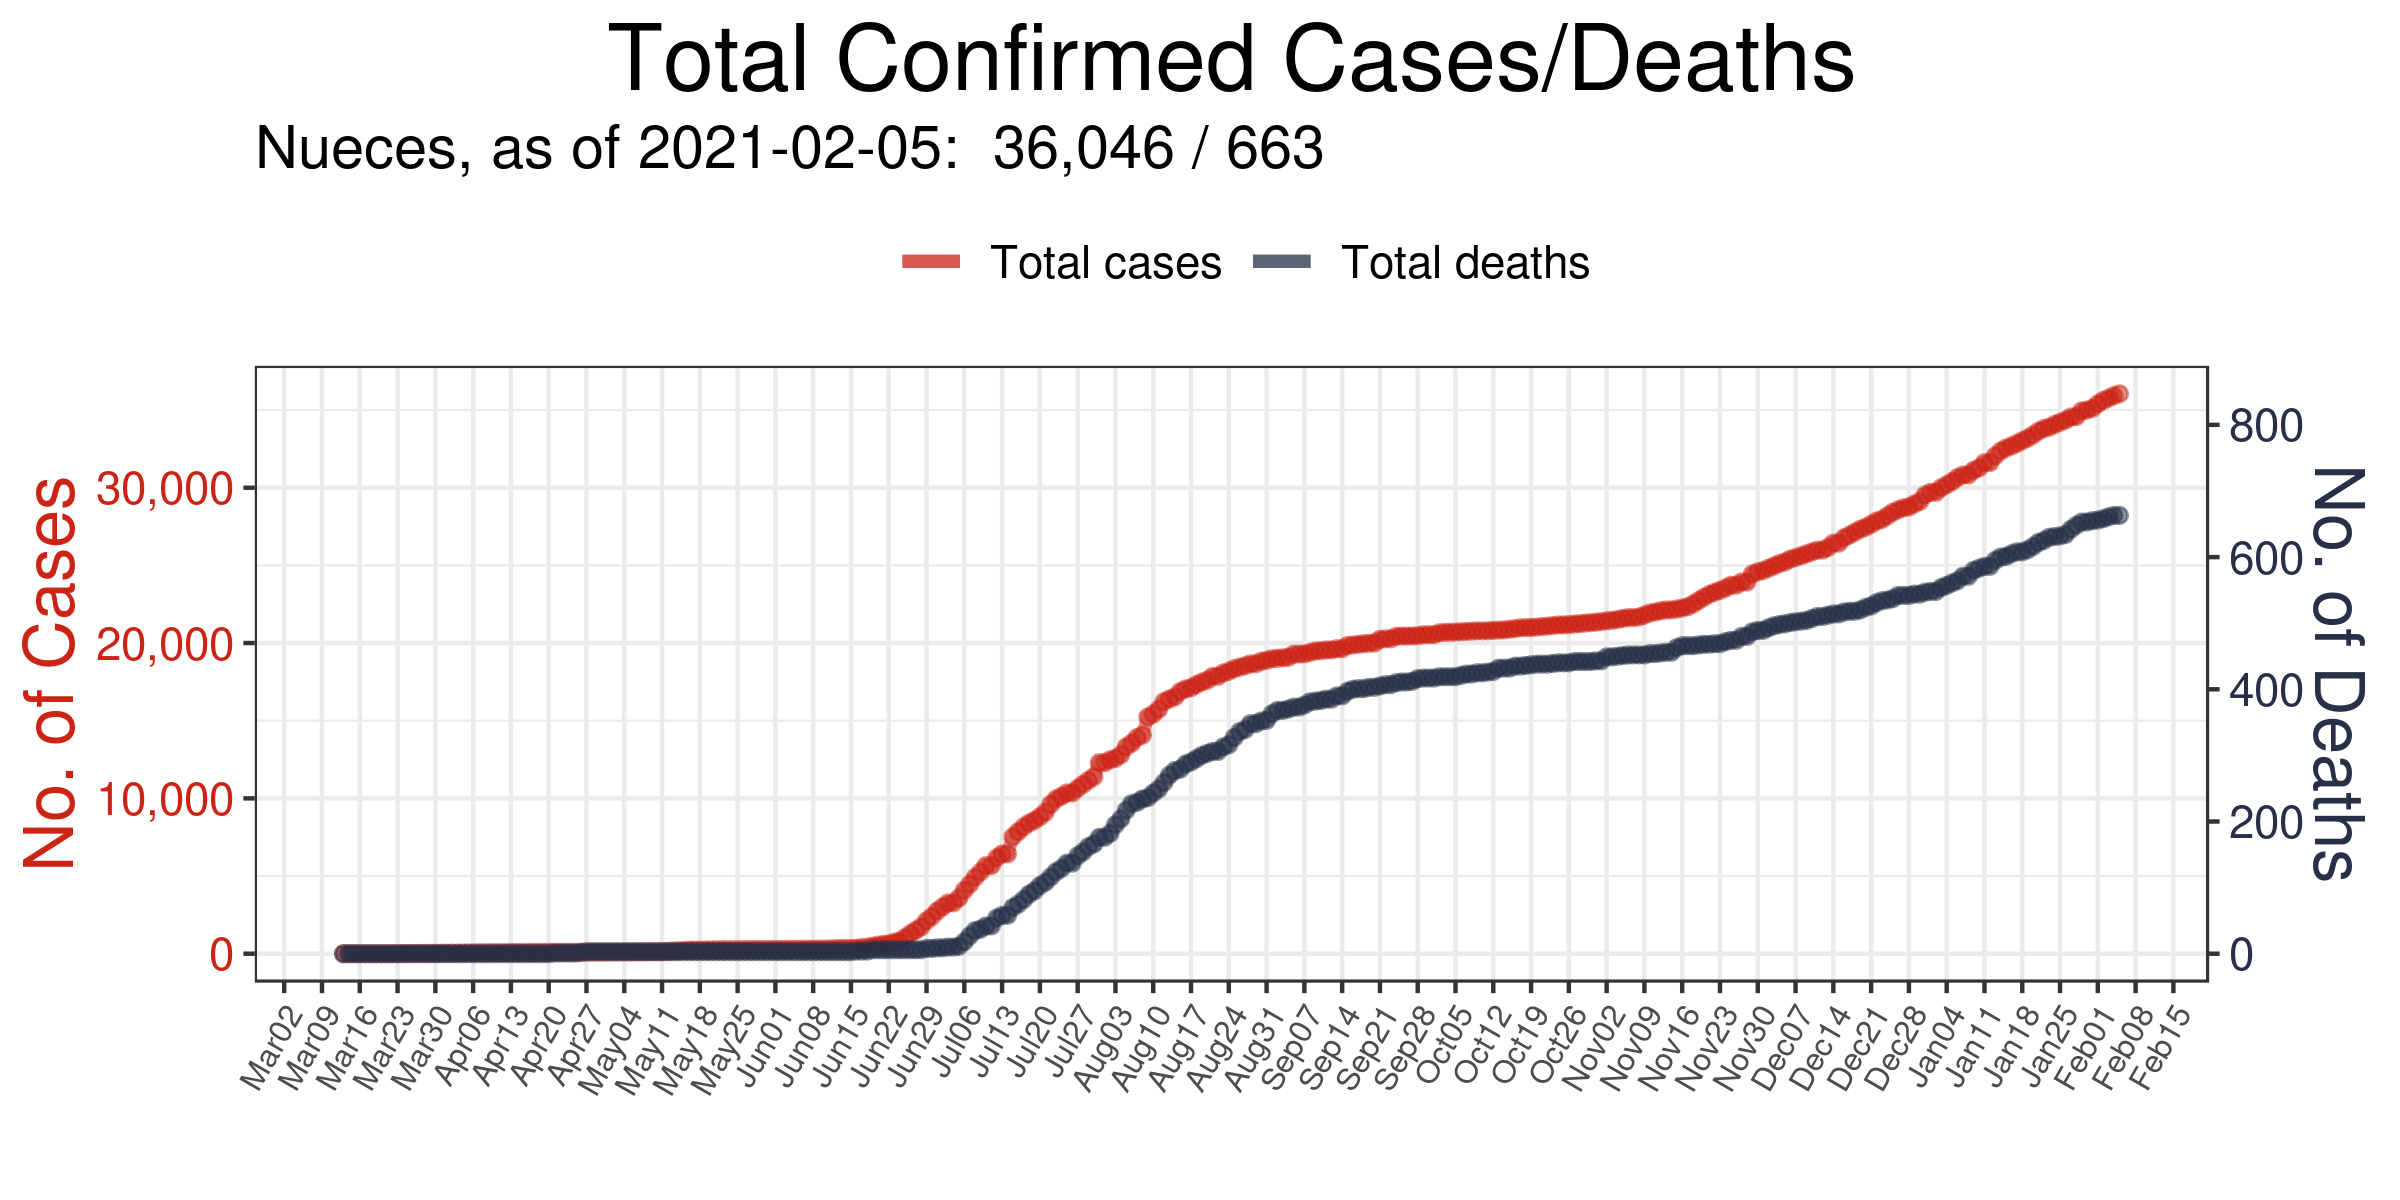 Total Confirmed Cases/Deaths
Nueces, as of 2021-02-05: 36,046 / 663
Total cases
Total deaths
No. of Cases
30,000
20,000
10,000
0
800
600
400
200
0
No. of Deaths
Mar02
Mar09
Mar16
Mar23
Mar30
Apr06
Apr13
Apr20
Apr27
May04
May11
May18
May25
Jun01
Jun08
Jun15
Jun22
Jun29
Jul06
Jul13
Jul20
Jul27
Aug03
Aug10
Aug17
Aug24
Aug31
Sep07
Sep14
Sep21
Sep28
Oct05
Oct12
Oct19
Oct26
Nov02
Nov09
Nov16
Nov23
Nov30
Dec07
Dec14
Dec21
Dec28
Jan04
Jan11
Jan18
Jan25
Feb01
Feb08
Feb15